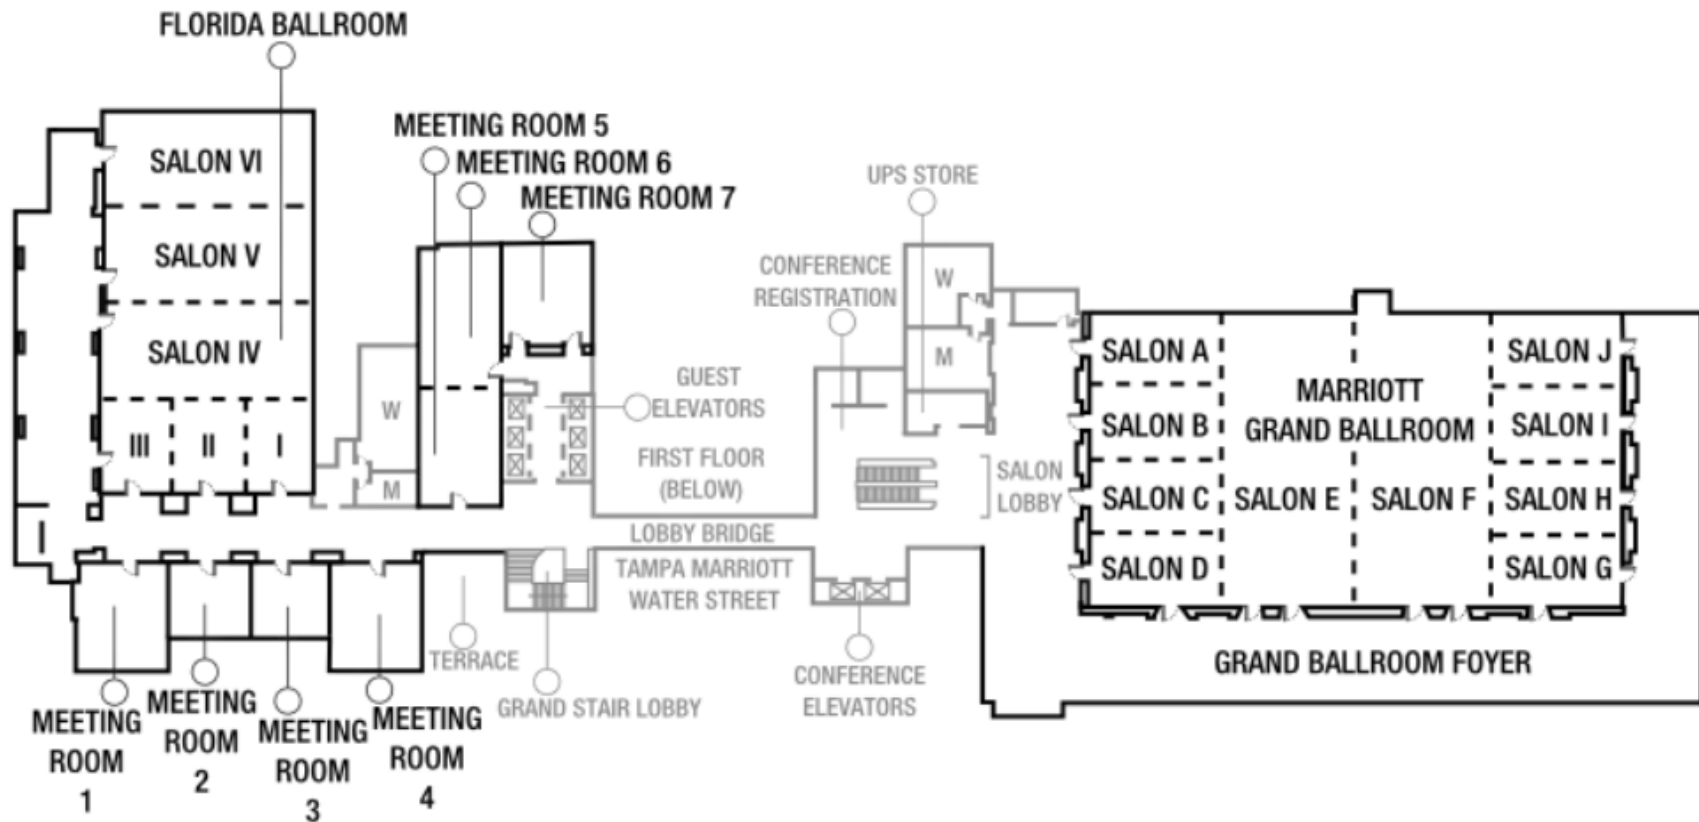 FLORIDA BALLROOM
SALON VI
SALON V
SALON IV
III
II
I
MEETING ROOM 5
MEETING ROOM 6
MEETING ROOM 7
W
M
GUEST
ELEVATORS
FIRST FLOOR
(BELOW)
LOBBY BRIDGE
TAMPA MARRIOTT
WATER STREET
UPS STORE
CONFERENCE
REGISTRATION
W
M
SALON
LOBBY
SALON A
SALON B
SALON C
SALON D
MARRIOTT
GRAND BALLROOM
SALON E
SALON F
SALON J
SALON I
SALON H
SALON G
GRAND BALLROOM FOYER
MEETING
ROOM
1
MEETING
ROOM
2
MEETING
ROOM
3
MEETING
ROOM
4
TERRACE
GRAND STAIR LOBBY
CONFERENCE
ELEVATORS